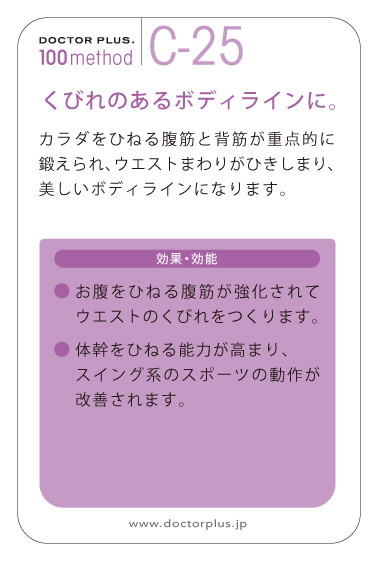 DOCTOR PLUS.
100method
C-25
くびれのあるボディラインに。
カラダをひねる腹筋と背筋が重点的に
鍛えられ、ウエストまわりがひきしまり、
美しいボディラインになります。
効果・効能
● お腹をひねる腹筋が強化されて
ウエストのくびれをつくります。
● 体幹をひねる能力が高まり、
スイング系のスポーツの動作が
改善されます。
www.doctorplus.jp